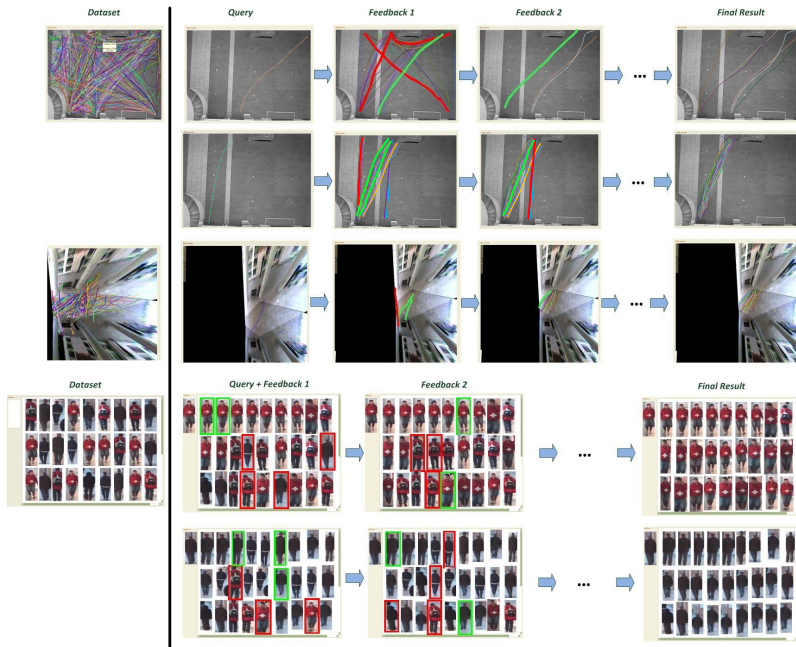 Dataset Query Feedback 1 Feedback 2 Final Result
...
...
...
Dataset Query + Feedback 1 Feedback 2 Final Result
...
...